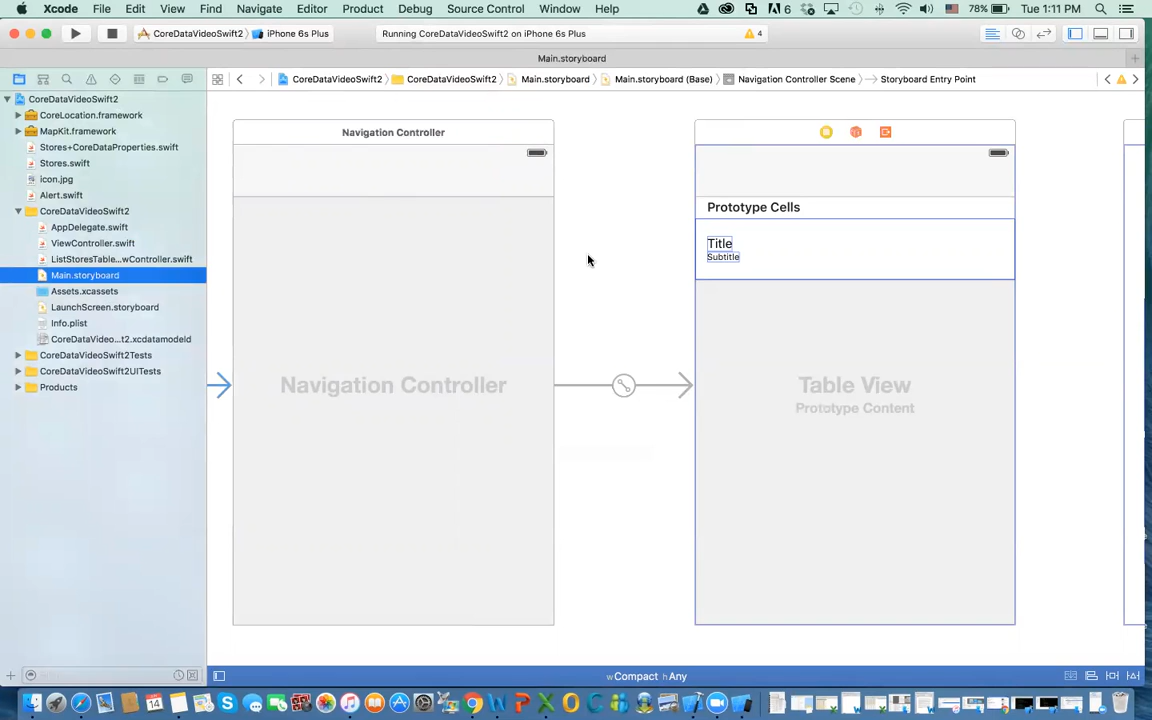 Xcode File Edit View Find Navigate Editor Product Debug Source Control Window Help 6 78% Tue 1:11 PM
CoreDataVideoSwift2 iPhone 6s Plus Running CoreDataVideoSwift2 on iPhone 6s Plus 4
Main.storyboard
CoreDataVideoSwift2 CoreDataVideoSwift2 Main.storyboard Main.storyboard (Base) Navigation Controller Scene Storyboard Entry Point
CoreDataVideoSwift2
CoreLocation.framework
MapKit.framework
Stores+CoreDataProperties.swift
Stores.swift
icon.jpg
Alert.swift
CoreDataVideoSwift2
AppDelegate.swift
ViewController.swift
ListStoresTable...wController.swift
Main.storyboard
Assets.xcassets
LaunchScreen.storyboard
Info.plist
CoreDataVideo...t2.xcdatamodeld
CoreDataVideoSwift2Tests
CoreDataVideoSwift2UITests
Products
Navigation Controller
Navigation Controller
Prototype Cells
Title
Subtitle
Table View
Prototype Content
wCompact hAny
14